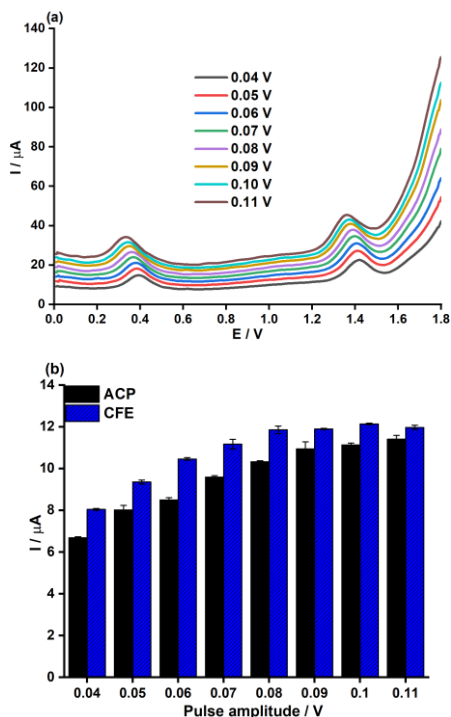 (a)
140
120
100
80
60
40
20
0
I / μA
0.04 V
0.05 V
0.06 V
0.07 V
0.08 V
0.09 V
0.10 V
0.11 V
0.0 0.2 0.4 0.6 0.8 1.0 1.2 1.4 1.6 1.8
E / V
(b)
14
12
10
8
6
4
2
0
I / μA
ACP
CFE
0.04 0.05 0.06 0.07 0.08 0.09 0.1 0.11
Pulse amplitude / V